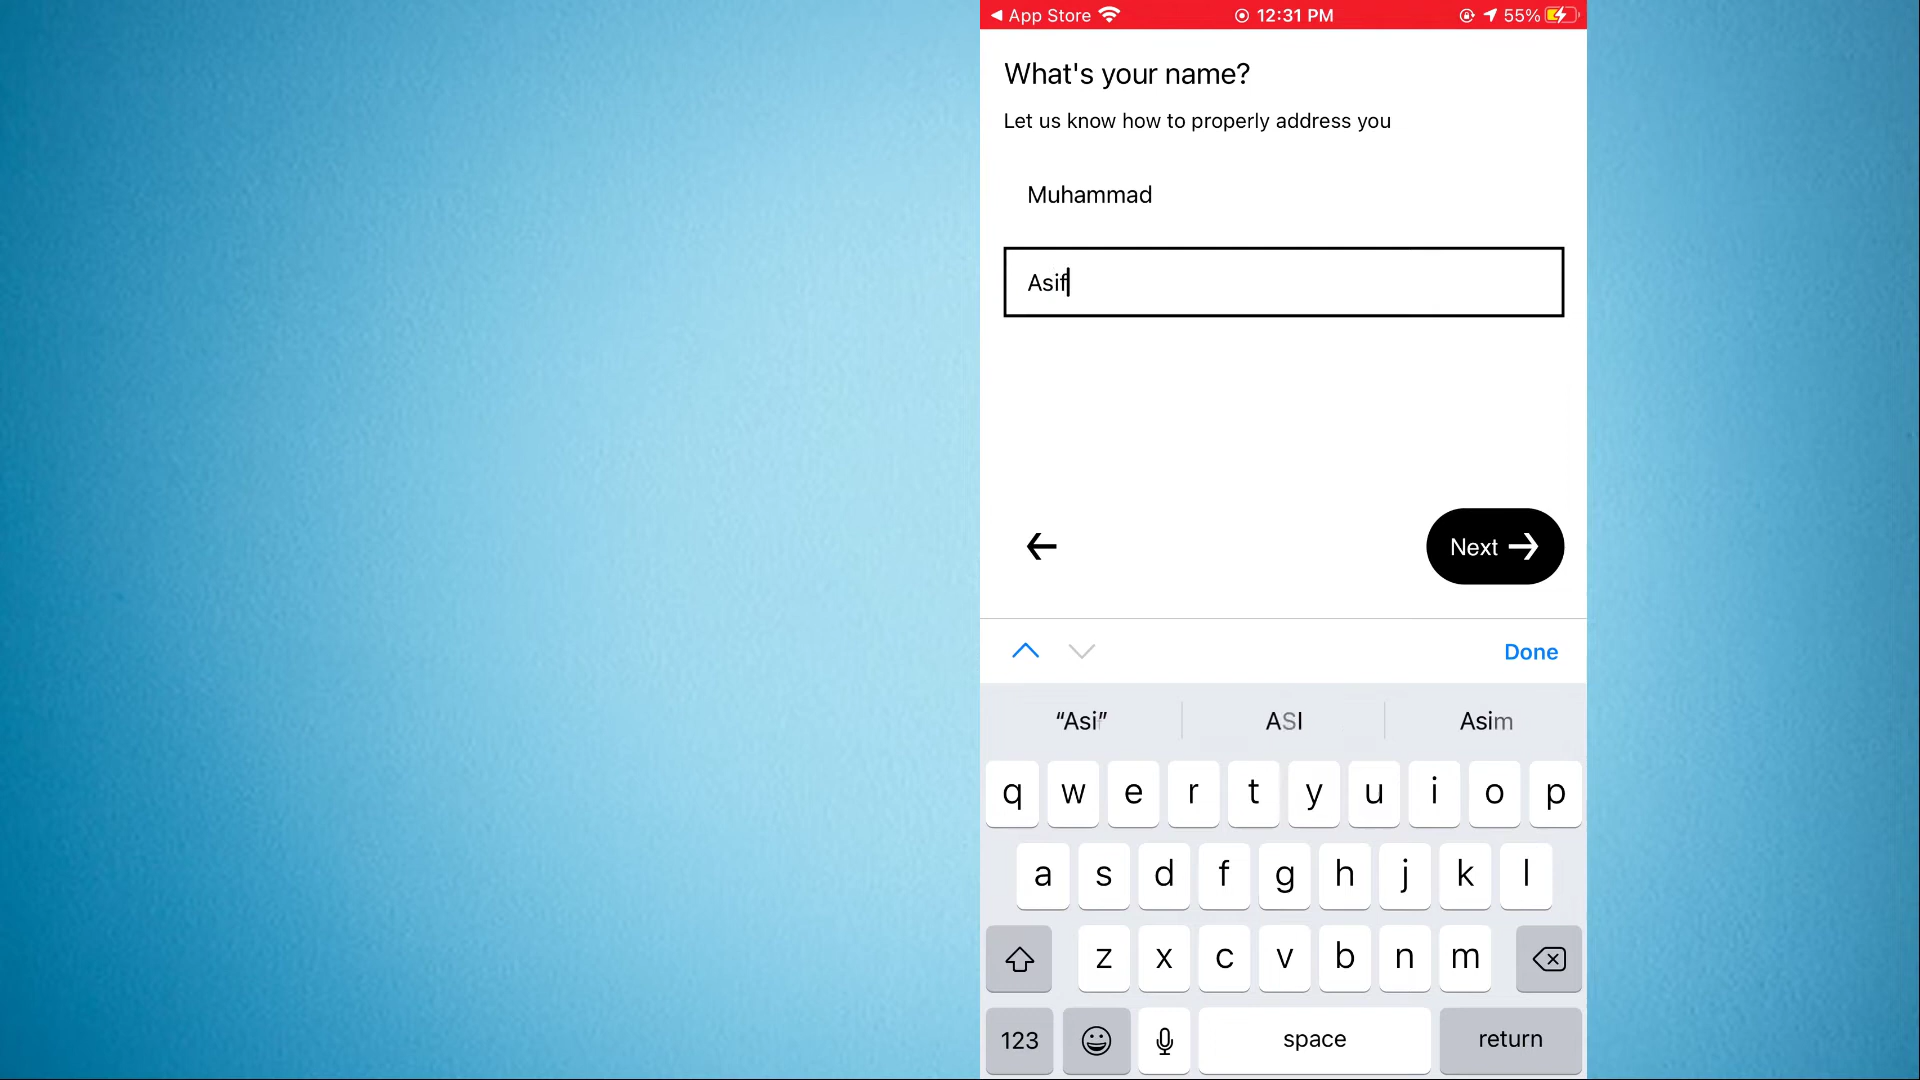 App Store 12:31 PM 55%
What's your name?
Let us know how to properly address you
Muhammad
Asif
Next
Done
“Asi” ASI Asim
q w e r t y u i o p
a s d f g h j k l
z x c v b n m
123 space return